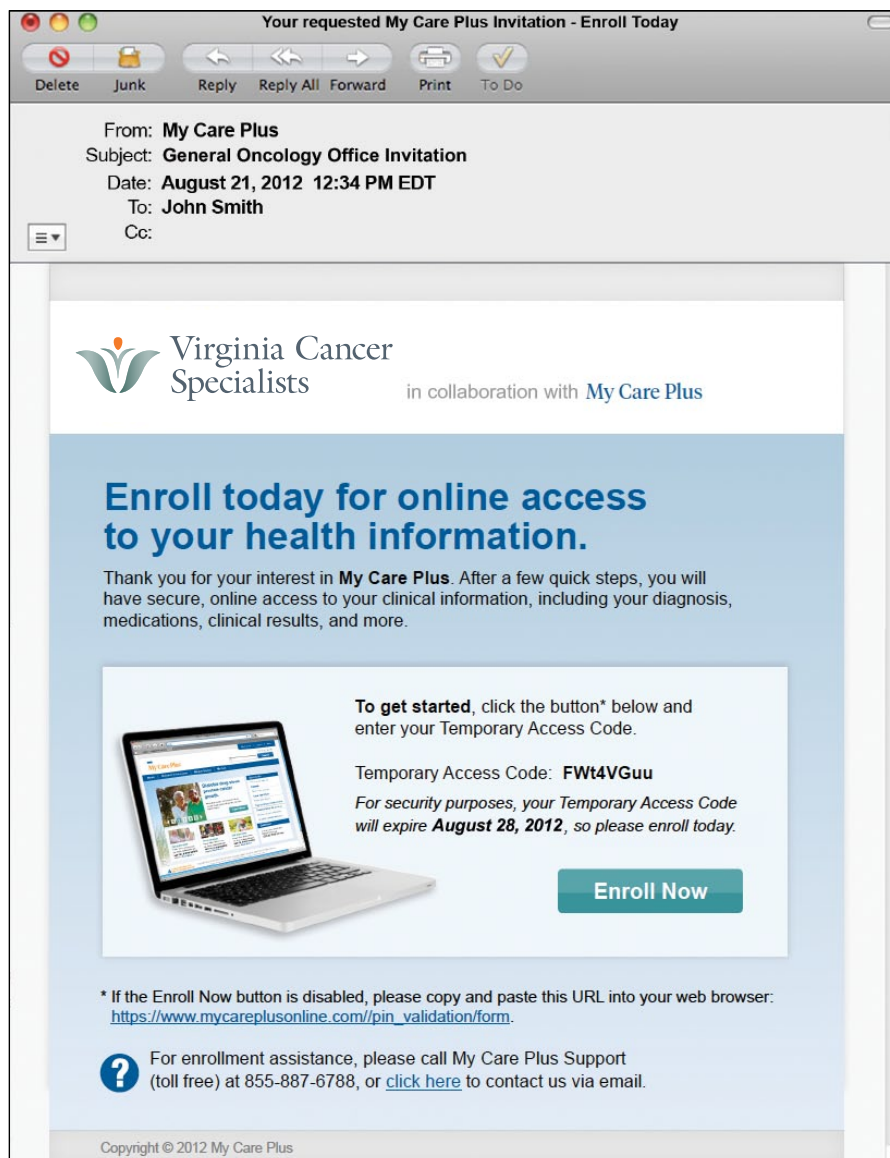 Your requested My Care Plus Invitation - Enroll Today
Delete Junk Reply Reply All Forward Print To Do
From: My Care Plus
Subject: General Oncology Office Invitation
Date: August 21, 2012 12:34 PM EDT
To: John Smith
Cc:
Virginia Cancer
Specialists
in collaboration with My Care Plus
Enroll today for online access
to your health information.
Thank you for your interest in My Care Plus. After a few quick steps, you will
have secure, online access to your clinical information, including your diagnosis,
medications, clinical results, and more.
My Care Plus
To get started, click the button* below and
enter your Temporary Access Code.
Temporary Access Code: FWt4VGuu
For security purposes, your Temporary Access Code
will expire August 28, 2012, so please enroll today.
Enroll Now
* If the Enroll Now button is disabled, please copy and paste this URL into your web browser:
https://www.mycareplusonline.com//pin_validation/form.
? For enrollment assistance, please call My Care Plus Support
(toll free) at 855-887-6788, or click here to contact us via email.
Copyright © 2012 My Care Plus